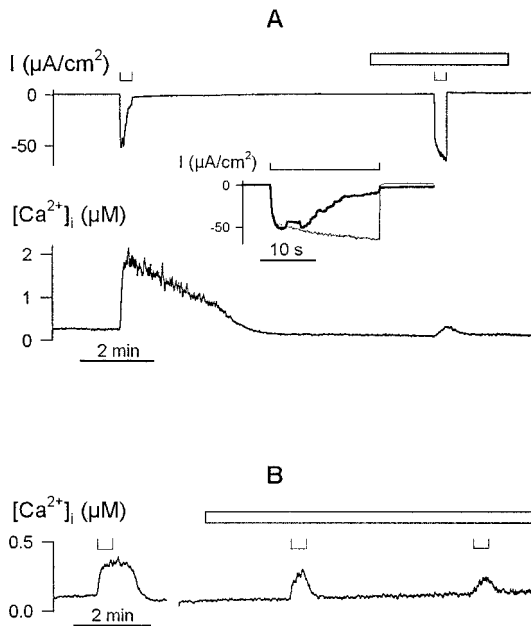 A
I (µA/cm²)
0
-50
I (µA/cm²)
0
-50
10 s
[Ca²⁺]ᵢ (µM)
2
1
0
2 min
B
[Ca²⁺]ᵢ (µM)
0.5
0.0
2 min